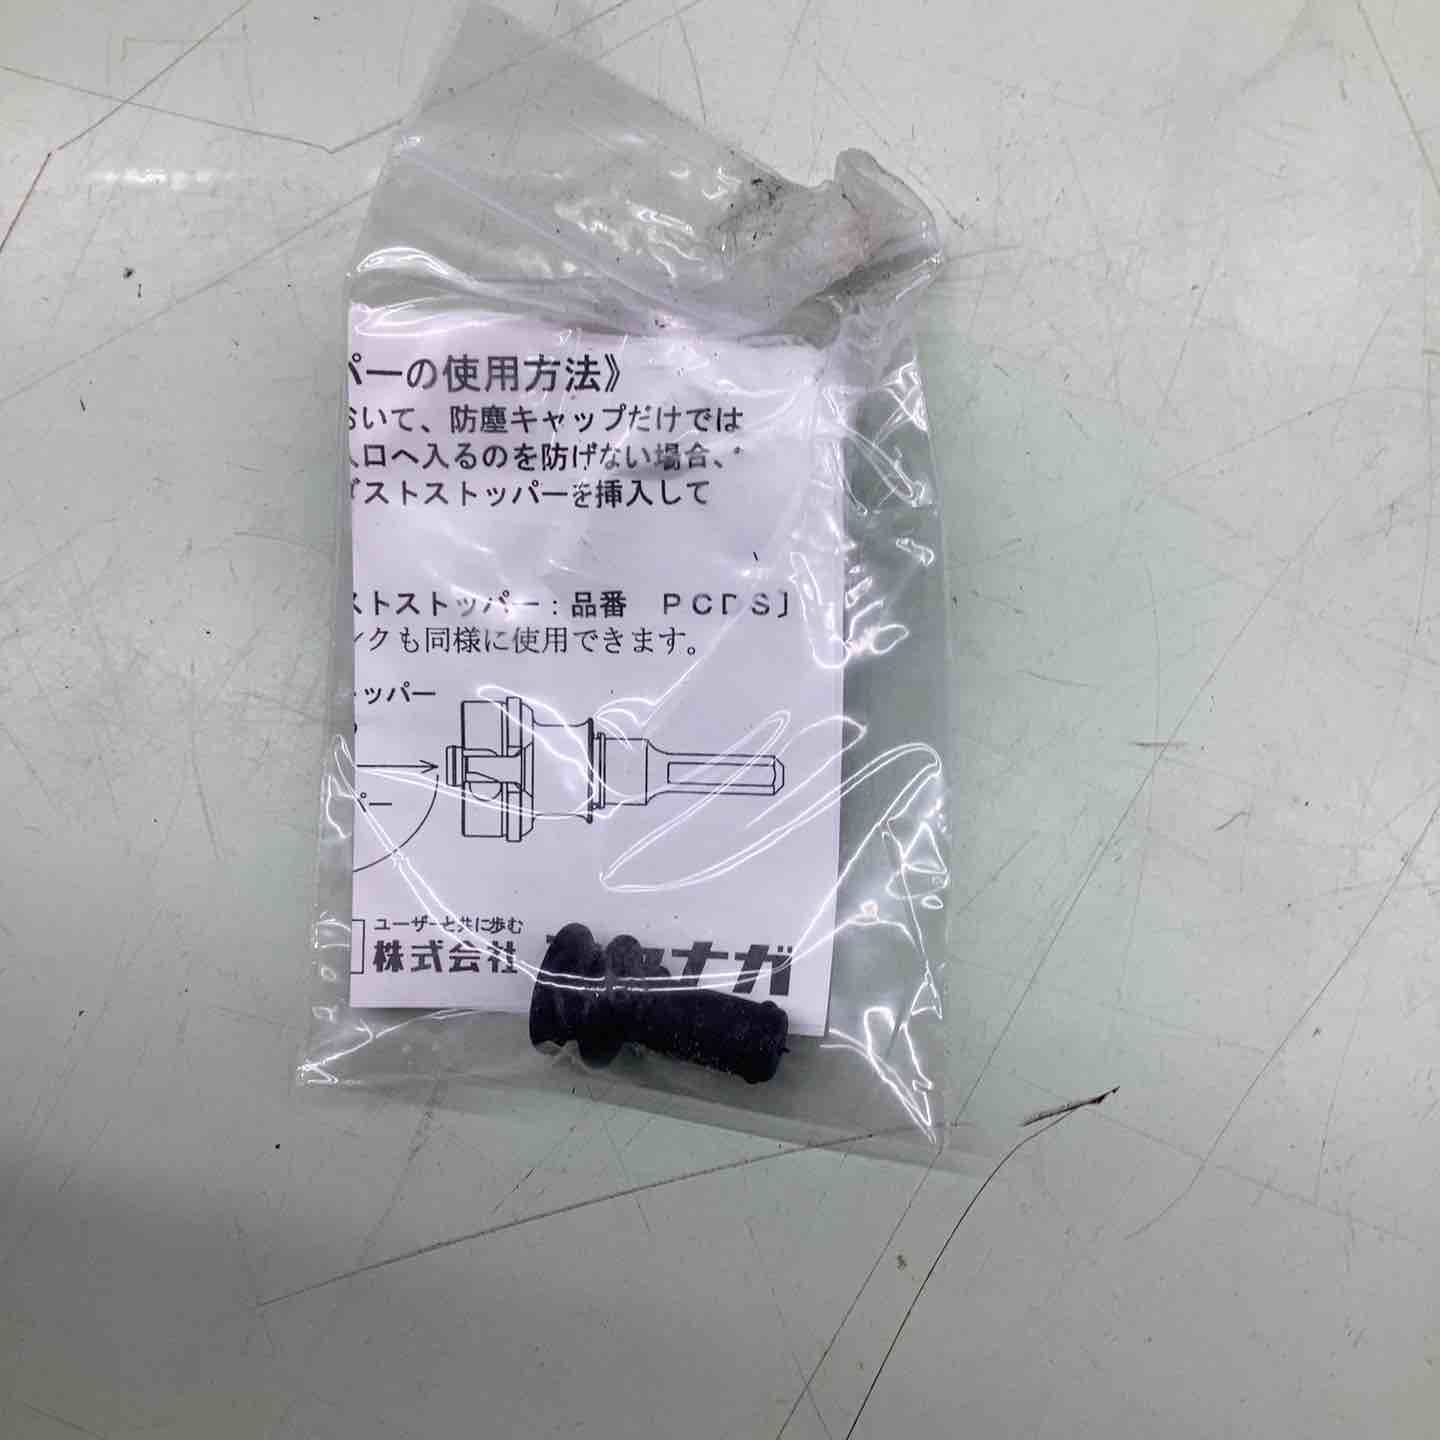 パーの使用方法》
おいて、防塵キャップだけでは
入口へ入るのを防げない場合、
ダストストッパーを挿入して
ストストッパー：品番　ＰＣＤＳ〕
ンクも同様に使用できます。
トッパー
パー
ユーザーと共に歩む
株式会社 ナガ